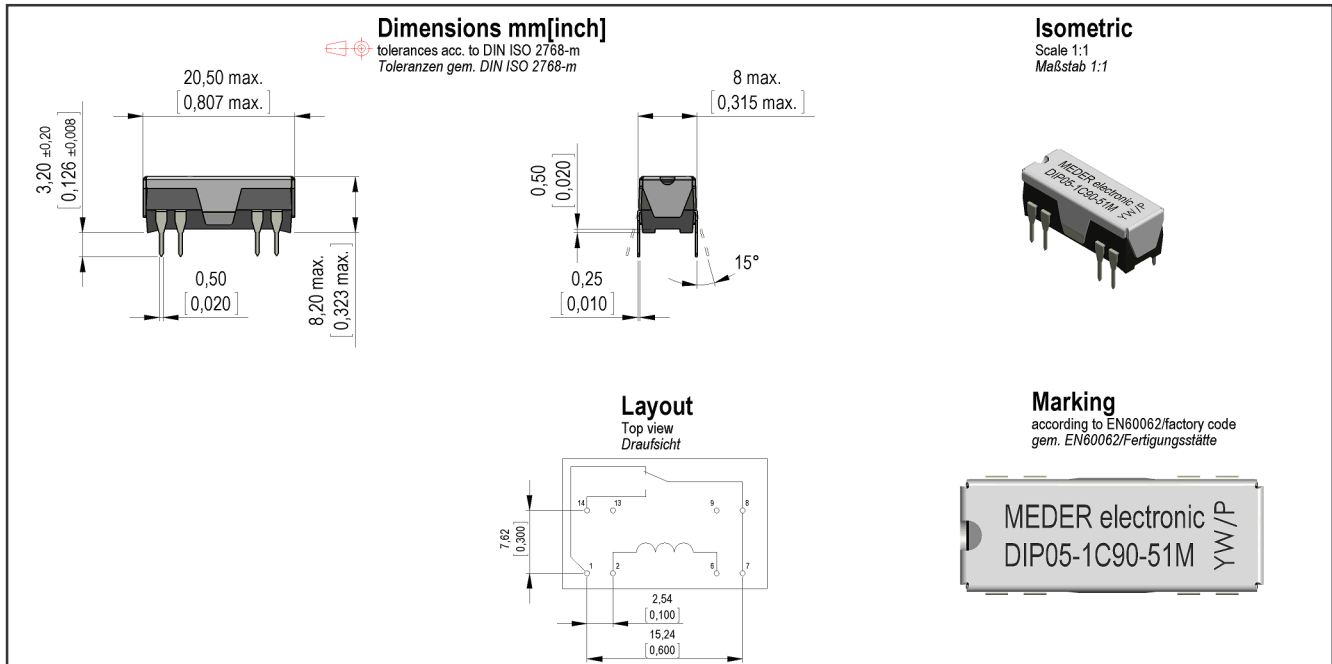 Dimensions mm[inch]
tolerances acc. to DIN ISO 2768-m
Toleranzen gem. DIN ISO 2768-m
Isometric
Scale 1:1
Maßstab 1:1
20,50 max.
[0,807 max.]
3,20 ±0,20
[0,126 ±0,008]
0,50
[0,020]
8,20 max.
[0,323 max.]
8 max.
[0,315 max.]
0,50
[0,020]
0,25
[0,010]
15°
MEDER electronic
DIP05-1C90-51M
YW/P
Layout
Top view
Draufsicht
14
13
9
8
7,62
[0,300]
1
2
6
7
2,54
[0,100]
15,24
[0,600]
Marking
according to EN60062/factory code
gem. EN60062/Fertigungsstätte
MEDER electronic
DIP05-1C90-51M
YW/P